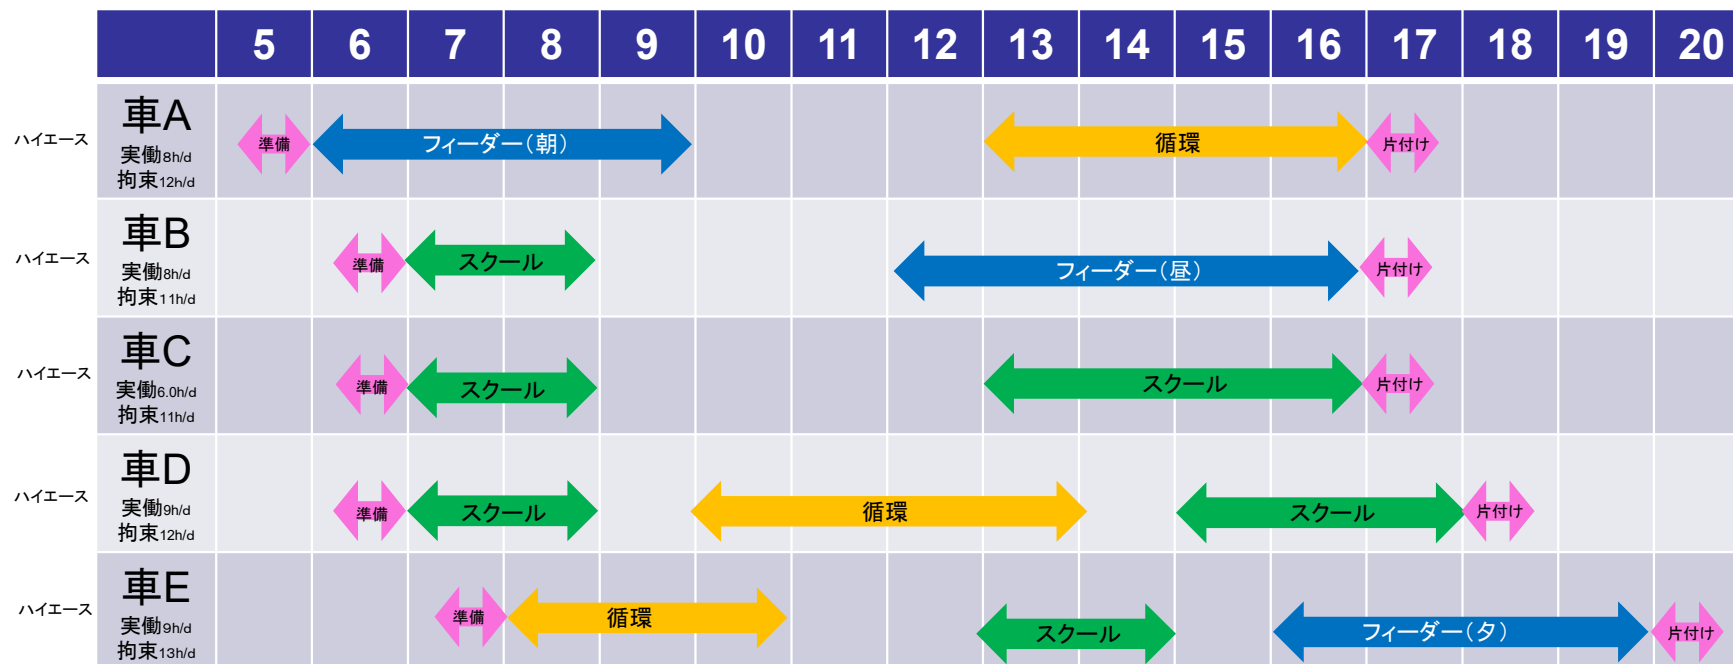 5 6 7 8 9 10 11 12 13 14 15 16 17 18 19 20
ハイエース
車A
実働8h/d
拘束12h/d
準備 フィーダー（朝） 循環 片付け
ハイエース
車B
実働8h/d
拘束11h/d
準備 スクール フィーダー（昼） 片付け
ハイエース
車C
実働6.0h/d
拘束11h/d
準備 スクール スクール 片付け
ハイエース
車D
実働9h/d
拘束12h/d
準備 スクール 循環 スクール 片付け
ハイエース
車E
実働9h/d
拘束13h/d
準備 循環 スクール フィーダー（夕） 片付け